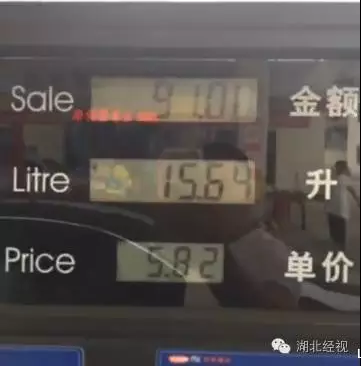 Sale 91.01 金额
Litre 15.64 升
Price 5.82 单价
湖北经视
L